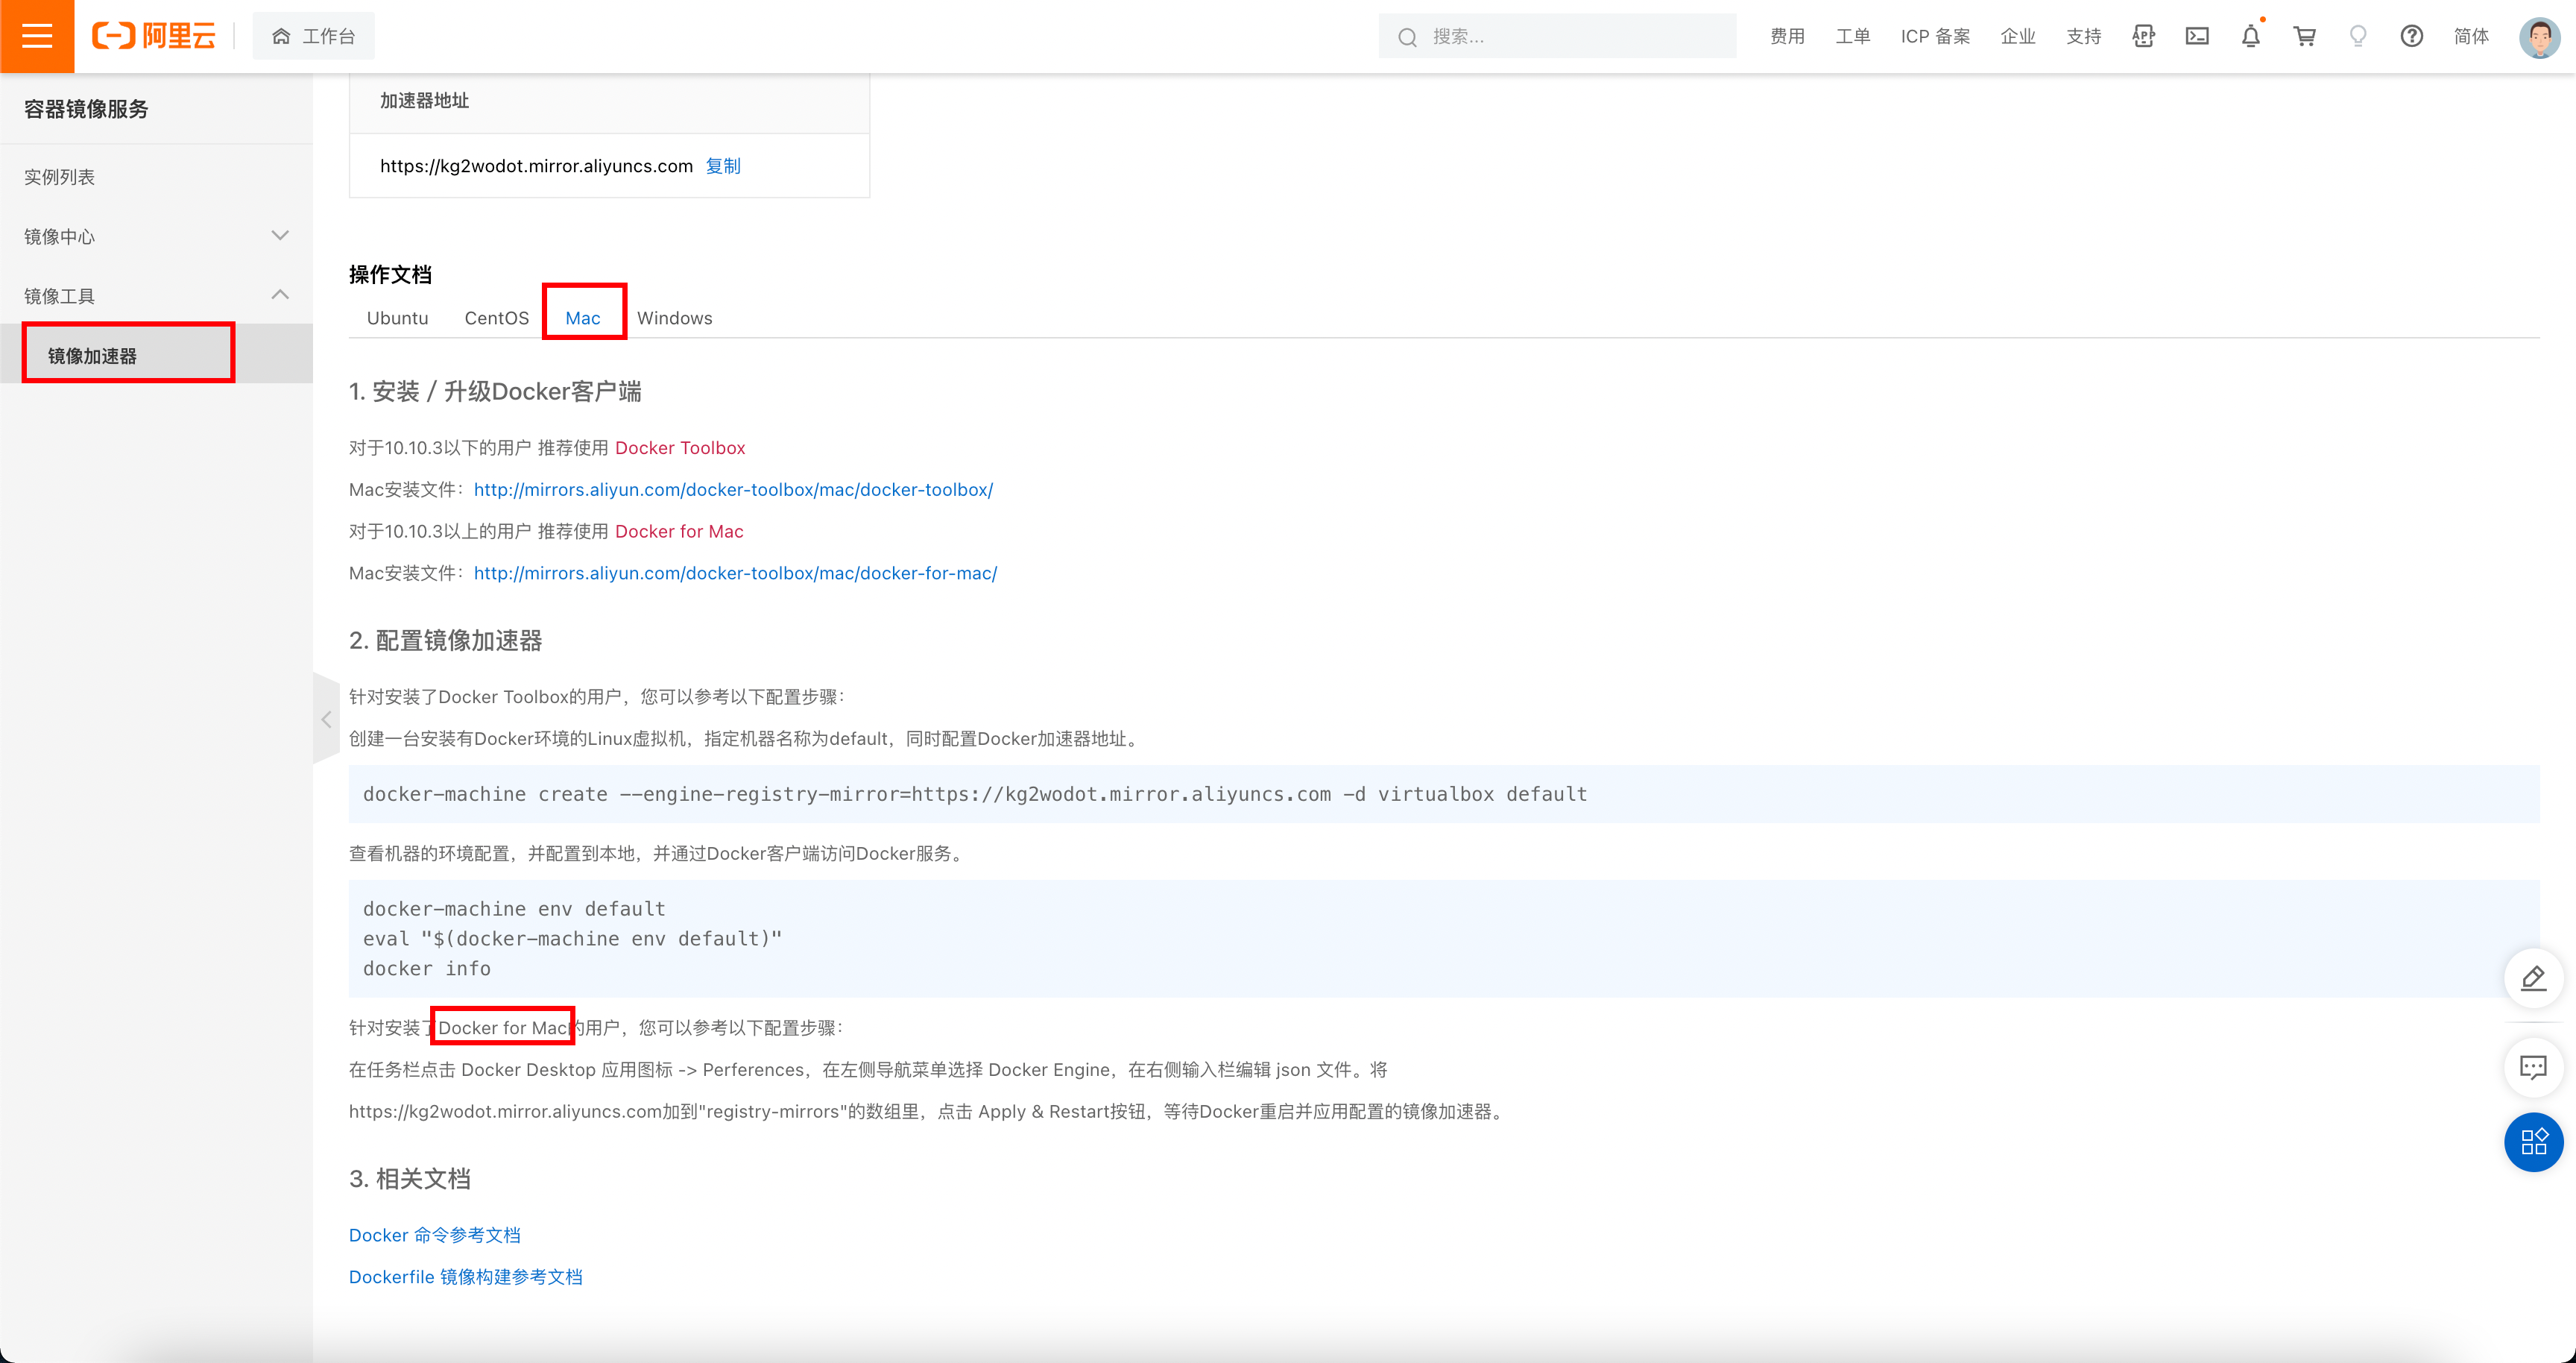 阿里云
工作台
搜索...
费用
工单
ICP 备案
企业
支持
简体
容器镜像服务
实例列表
镜像中心
镜像工具
镜像加速器
加速器地址
https://kg2wodot.mirror.aliyuncs.com 复制
操作文档
Ubuntu CentOS Mac Windows
1. 安装 / 升级Docker客户端
对于10.10.3以下的用户 推荐使用 Docker Toolbox
Mac安装文件：http://mirrors.aliyun.com/docker-toolbox/mac/docker-toolbox/
对于10.10.3以上的用户 推荐使用 Docker for Mac
Mac安装文件：http://mirrors.aliyun.com/docker-toolbox/mac/docker-for-mac/
2. 配置镜像加速器
针对安装了Docker Toolbox的用户，您可以参考以下配置步骤：
创建一台安装有Docker环境的Linux虚拟机，指定机器名称为default，同时配置Docker加速器地址。
docker-machine create --engine-registry-mirror=https://kg2wodot.mirror.aliyuncs.com -d virtualbox default
查看机器的环境配置，并配置到本地，并通过Docker客户端访问Docker服务。
docker-machine env default
eval "$(docker-machine env default)"
docker info
针对安装了Docker for Mac的用户，您可以参考以下配置步骤：
在任务栏点击 Docker Desktop 应用图标 -> Perferences，在左侧导航菜单选择 Docker Engine，在右侧输入栏编辑 json 文件。将
https://kg2wodot.mirror.aliyuncs.com加到"registry-mirrors"的数组里，点击 Apply & Restart按钮，等待Docker重启并应用配置的镜像加速器。
3. 相关文档
Docker 命令参考文档
Dockerfile 镜像构建参考文档